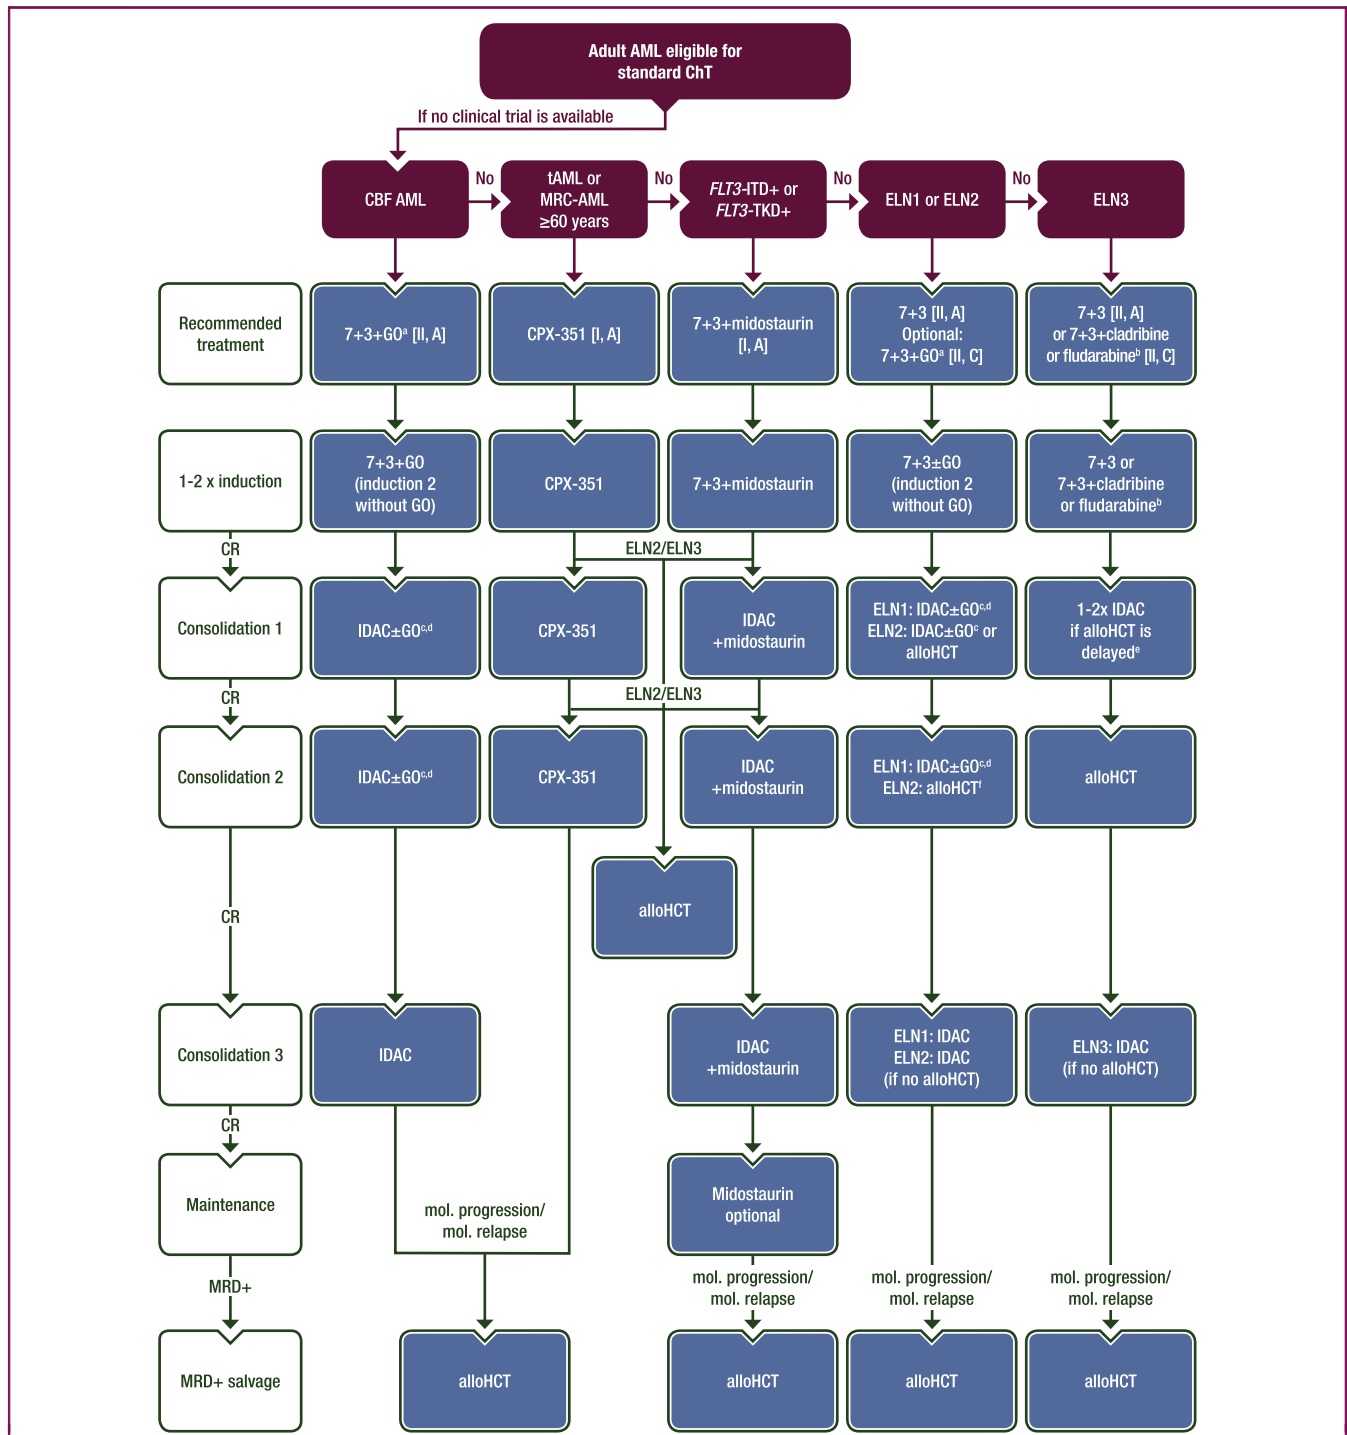 Adult AML eligible for
standard ChT
If no clinical trial is available
CBF AML
No
tAML or
MRC-AML
≥60 years
No
FLT3-ITD+ or
FLT3-TKD+
No
ELN1 or ELN2
No
ELN3
Recommended
treatment
7+3+GOᵃ [II, A]
CPX-351 [I, A]
7+3+midostaurin
[I, A]
7+3 [II, A]
Optional:
7+3+GOᵃ [II, C]
7+3 [II, A]
or 7+3+cladribine
or fludarabineᵇ [II, C]
1-2 x induction
7+3+GO
(induction 2
without GO)
CPX-351
7+3+midostaurin
7+3±GO
(induction 2
without GO)
7+3 or
7+3+cladribine
or fludarabineᵇ
CR
ELN2/ELN3
Consolidation 1
IDAC±GOᶜ,ᵈ
CPX-351
IDAC
+midostaurin
ELN1: IDAC±GOᶜ,ᵈ
ELN2: IDAC±GOᶜ or
alloHCT
1-2x IDAC
if alloHCT is
delayedᵉ
CR
ELN2/ELN3
Consolidation 2
IDAC±GOᶜ,ᵈ
CPX-351
IDAC
+midostaurin
ELN1: IDAC±GOᶜ,ᵈ
ELN2: alloHCTᶠ
alloHCT
alloHCT
CR
Consolidation 3
IDAC
IDAC
+midostaurin
ELN1: IDAC
ELN2: IDAC
(if no alloHCT)
ELN3: IDAC
(if no alloHCT)
CR
Maintenance
mol. progression/
mol. relapse
Midostaurin
optional
MRD+
mol. progression/
mol. relapse
mol. progression/
mol. relapse
mol. progression/
mol. relapse
MRD+ salvage
alloHCT
alloHCT
alloHCT
alloHCT